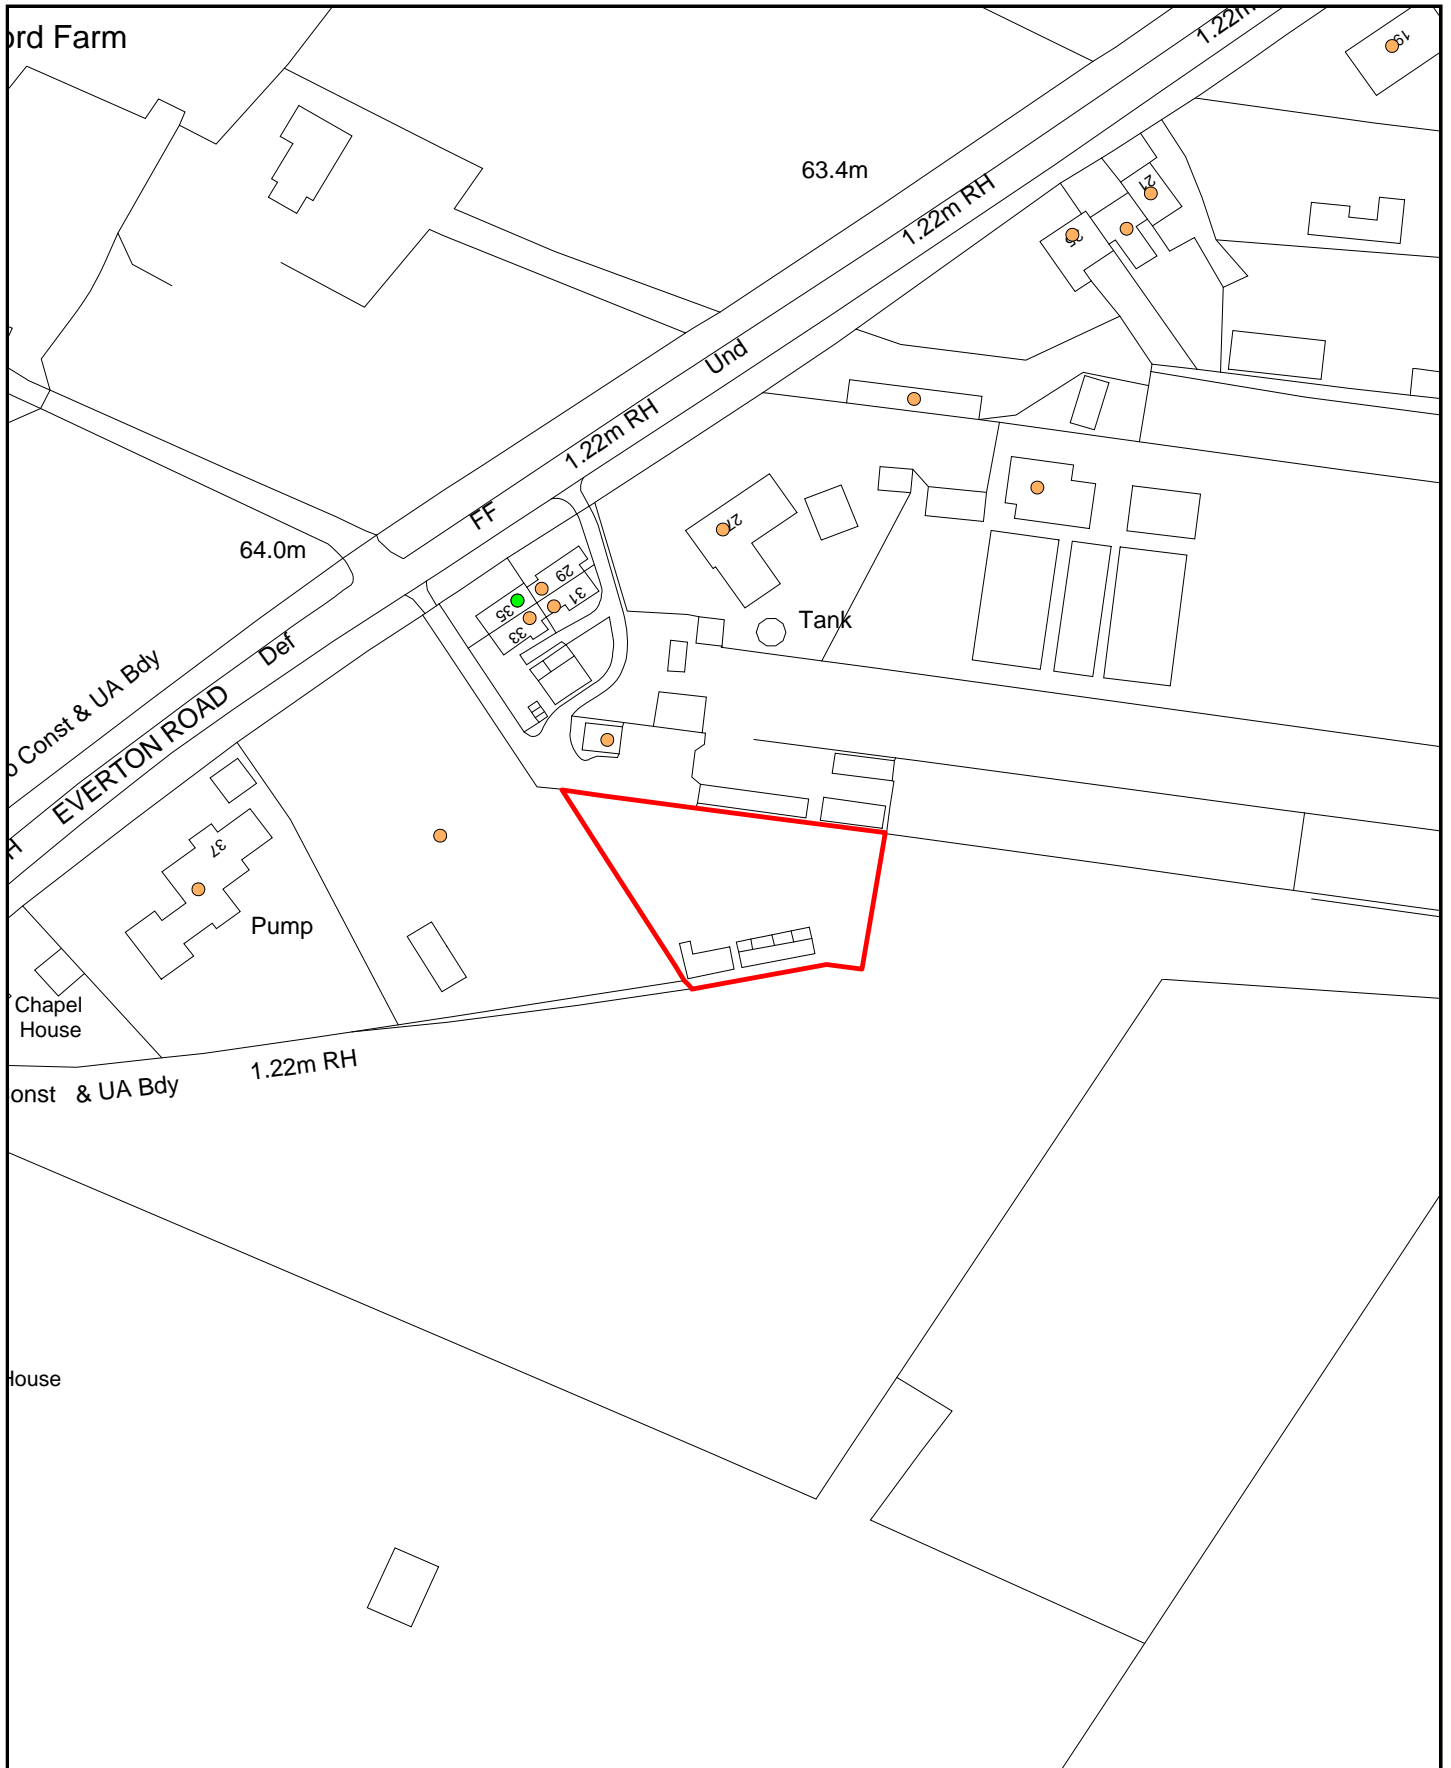 ord Farm
1.22m
19
63.4m
21
1.22m RH
25
Und
1.22m RH
FF
27
64.0m
29
31
35
33
Tank
Def
Const & UA Bdy
EVERTON ROAD
H
37
Pump
Chapel
House
1.22m RH
onst & UA Bdy
House